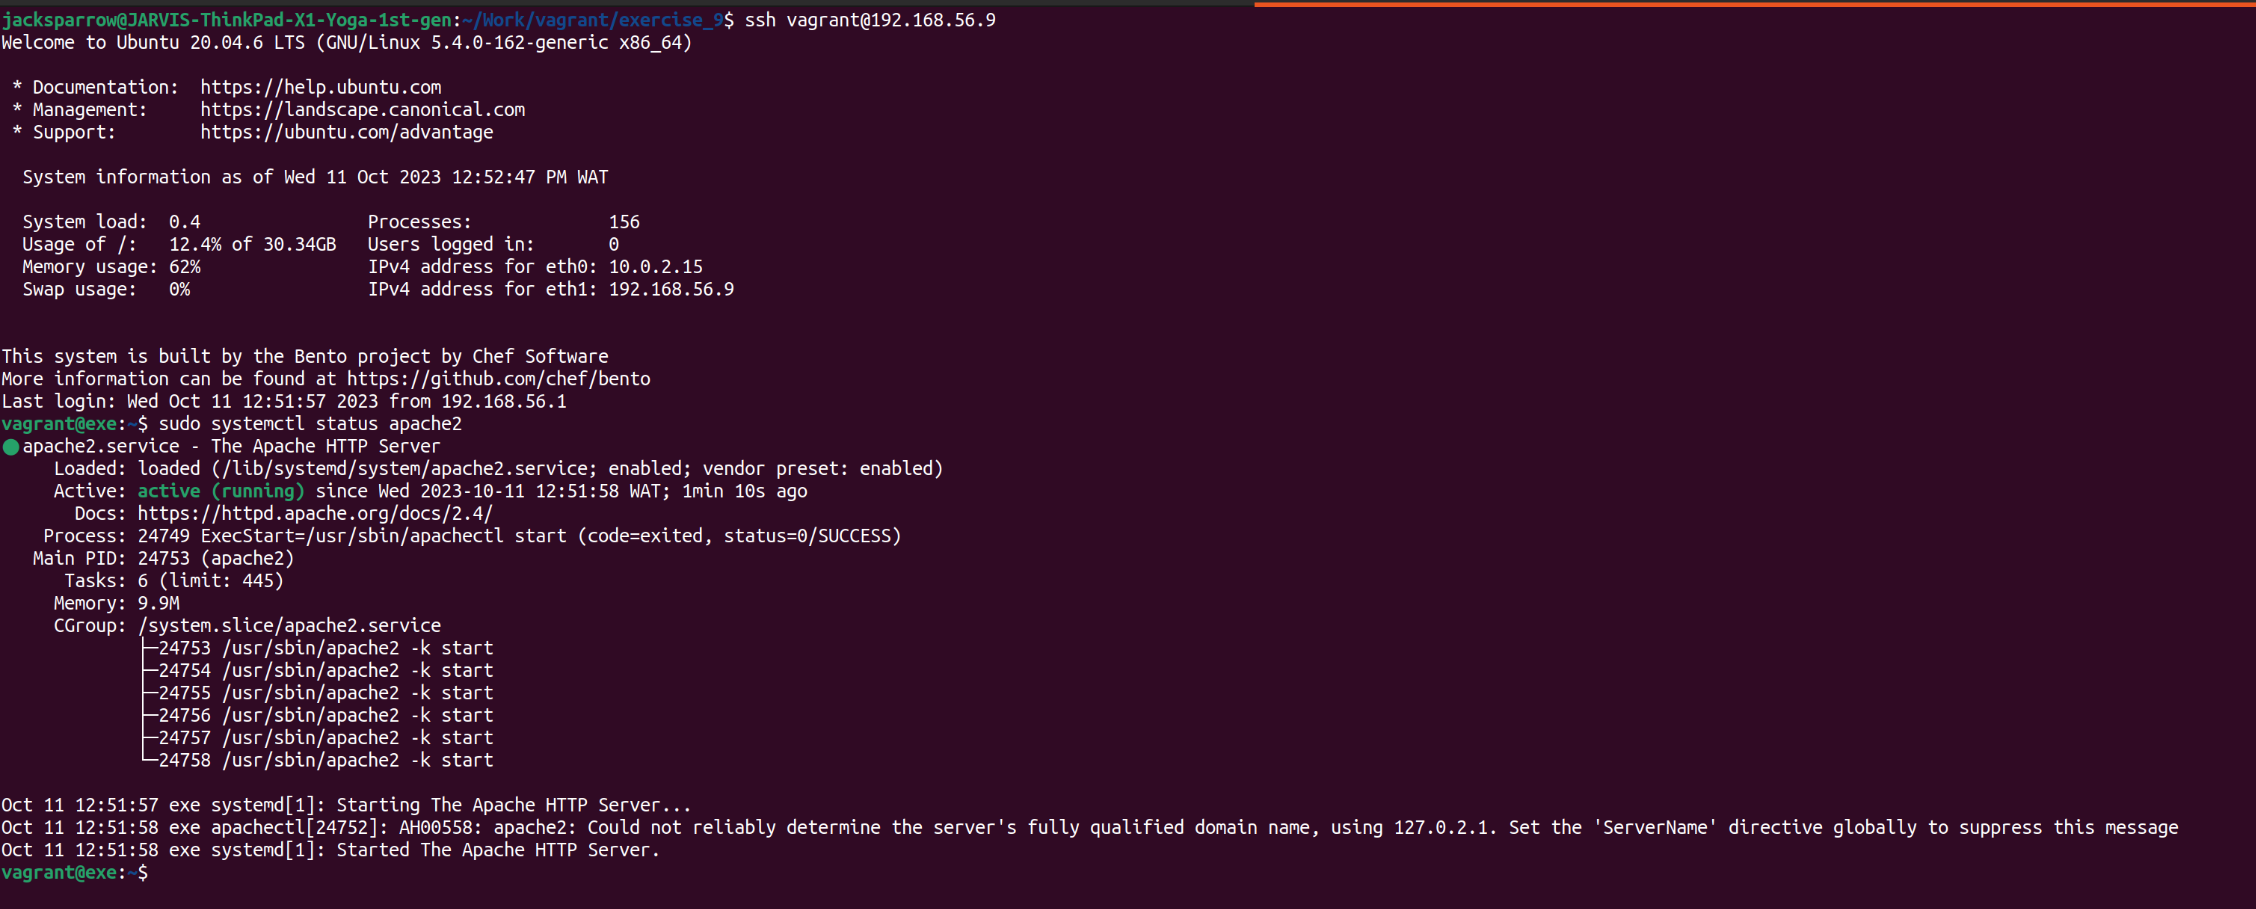 jacksparrow@JARVIS-ThinkPad-X1-Yoga-1st-gen:~/Work/vagrant/exercise_9$ ssh vagrant@192.168.56.9
Welcome to Ubuntu 20.04.6 LTS (GNU/Linux 5.4.0-162-generic x86_64)

 * Documentation:  https://help.ubuntu.com
 * Management:     https://landscape.canonical.com
 * Support:        https://ubuntu.com/advantage

  System information as of Wed 11 Oct 2023 12:52:47 PM WAT

  System load:  0.4                Processes:             156
  Usage of /:   12.4% of 30.34GB   Users logged in:       0
  Memory usage: 62%                IPv4 address for eth0: 10.0.2.15
  Swap usage:   0%                 IPv4 address for eth1: 192.168.56.9


This system is built by the Bento project by Chef Software
More information can be found at https://github.com/chef/bento
Last login: Wed Oct 11 12:51:57 2023 from 192.168.56.1
vagrant@exe:~$ sudo systemctl status apache2
● apache2.service - The Apache HTTP Server
     Loaded: loaded (/lib/systemd/system/apache2.service; enabled; vendor preset: enabled)
     Active: active (running) since Wed 2023-10-11 12:51:58 WAT; 1min 10s ago
       Docs: https://httpd.apache.org/docs/2.4/
    Process: 24749 ExecStart=/usr/sbin/apachectl start (code=exited, status=0/SUCCESS)
   Main PID: 24753 (apache2)
      Tasks: 6 (limit: 445)
     Memory: 9.9M
     CGroup: /system.slice/apache2.service
             ├─24753 /usr/sbin/apache2 -k start
             ├─24754 /usr/sbin/apache2 -k start
             ├─24755 /usr/sbin/apache2 -k start
             ├─24756 /usr/sbin/apache2 -k start
             ├─24757 /usr/sbin/apache2 -k start
             └─24758 /usr/sbin/apache2 -k start

Oct 11 12:51:57 exe systemd[1]: Starting The Apache HTTP Server...
Oct 11 12:51:58 exe apachectl[24752]: AH00558: apache2: Could not reliably determine the server's fully qualified domain name, using 127.0.2.1. Set the 'ServerName' directive globally to suppress this message
Oct 11 12:51:58 exe systemd[1]: Started The Apache HTTP Server.
vagrant@exe:~$